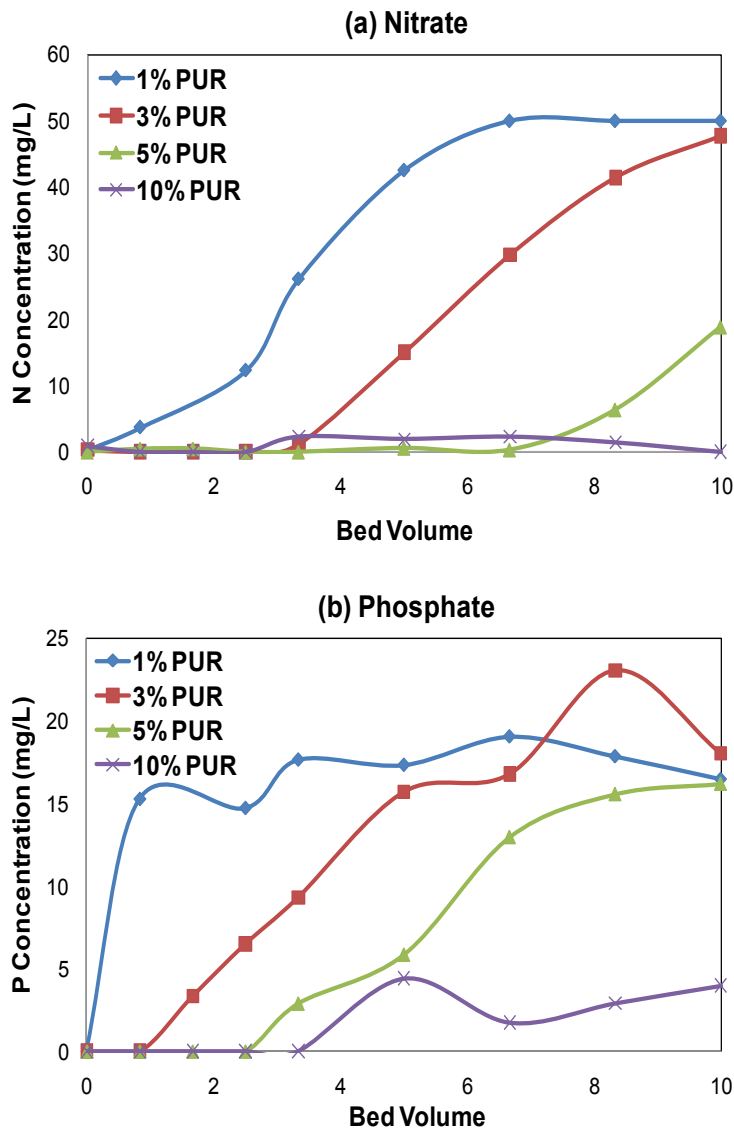 (a) Nitrate
60
50
40
30
20
10
0
N Concentration (mg/L)
1% PUR
3% PUR
5% PUR
10% PUR
0 2 4 6 8 10
Bed Volume
(b) Phosphate
25
20
15
10
5
0
P Concentration (mg/L)
1% PUR
3% PUR
5% PUR
10% PUR
0 2 4 6 8 10
Bed Volume